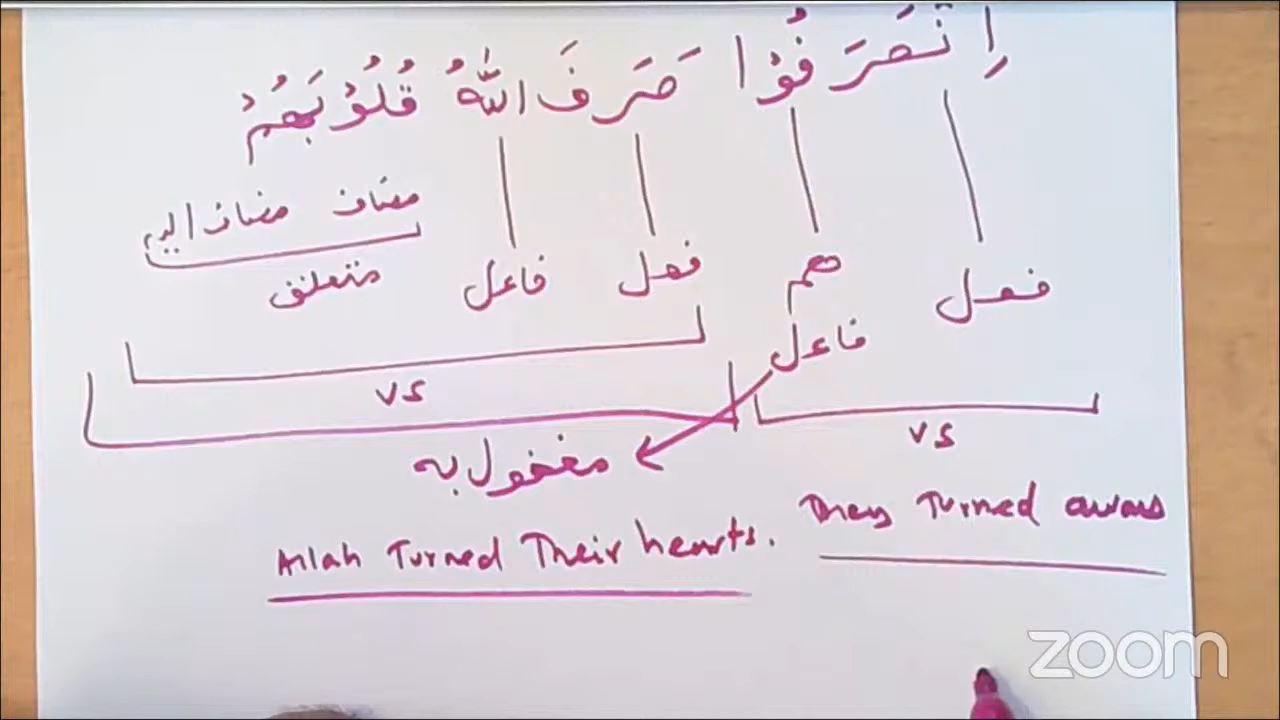 اِنْصَرَفُوْا صَرَفَ اللّٰهُ قُلُوْبَهُمْ
مضاف مضاف اليه
فعل هم فعل فاعل متعلق
فاعل
VS
VS
مفعول به
They Turned away
Allah Turned Their hearts.
zoom